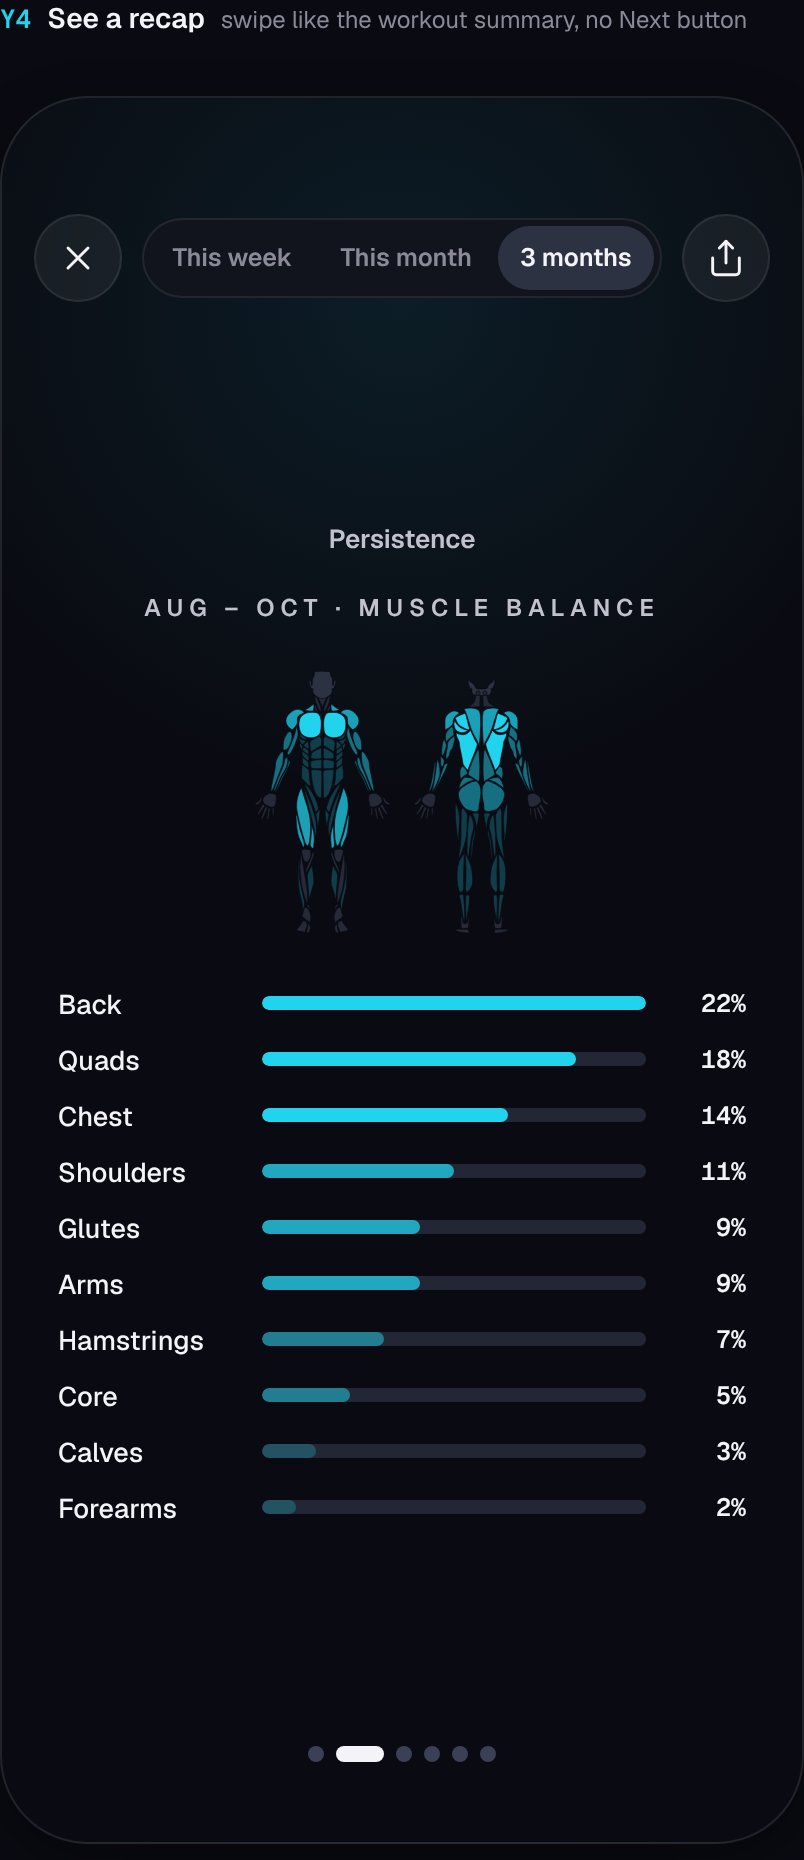 Y4 See a recap swipe like the workout summary, no Next button
This week This month 3 months
Persistence
AUG – OCT · MUSCLE BALANCE
Back 22%
Quads 18%
Chest 14%
Shoulders 11%
Glutes 9%
Arms 9%
Hamstrings 7%
Core 5%
Calves 3%
Forearms 2%